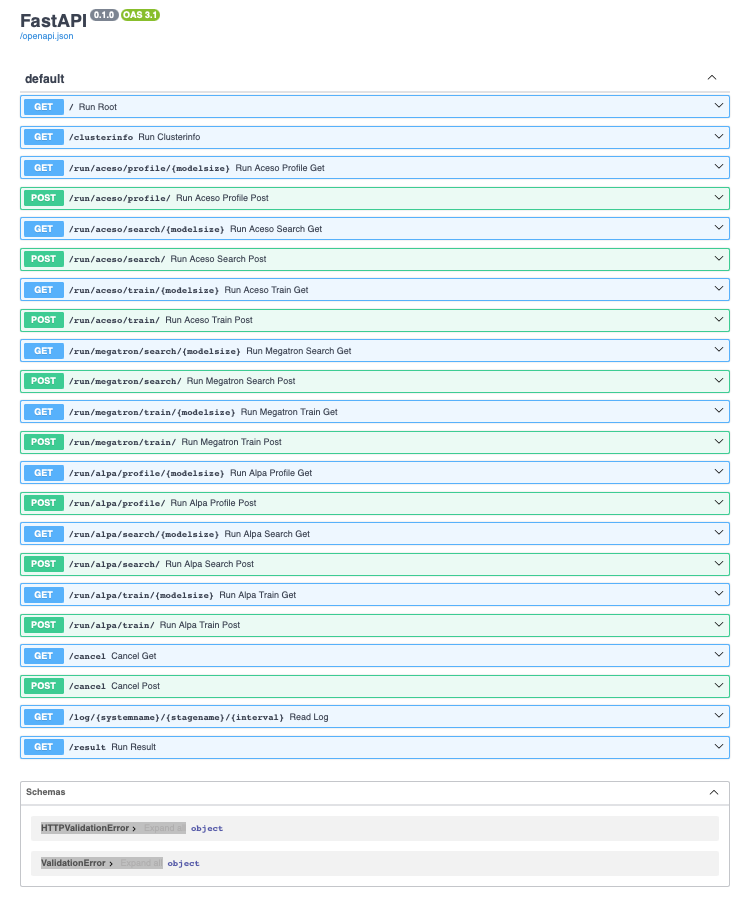 FastAPI 0.1.0 OAS 3.1
/openapi.json
default
GET / Run Root
GET /clusterinfo Run Clusterinfo
GET /run/aceso/profile/{modelsize} Run Aceso Profile Get
POST /run/aceso/profile/ Run Aceso Profile Post
GET /run/aceso/search/{modelsize} Run Aceso Search Get
POST /run/aceso/search/ Run Aceso Search Post
GET /run/aceso/train/{modelsize} Run Aceso Train Get
POST /run/aceso/train/ Run Aceso Train Post
GET /run/megatron/search/{modelsize} Run Megatron Search Get
POST /run/megatron/search/ Run Megatron Search Post
GET /run/megatron/train/{modelsize} Run Megatron Train Get
POST /run/megatron/train/ Run Megatron Train Post
GET /run/alpa/profile/{modelsize} Run Alpa Profile Get
POST /run/alpa/profile/ Run Alpa Profile Post
GET /run/alpa/search/{modelsize} Run Alpa Search Get
POST /run/alpa/search/ Run Alpa Search Post
GET /run/alpa/train/{modelsize} Run Alpa Train Get
POST /run/alpa/train/ Run Alpa Train Post
GET /cancel Cancel Get
POST /cancel Cancel Post
GET /log/{systemname}/{stagename}/{interval} Read Log
GET /result Run Result
Schemas
HTTPValidationError Expand all object
ValidationError Expand all object